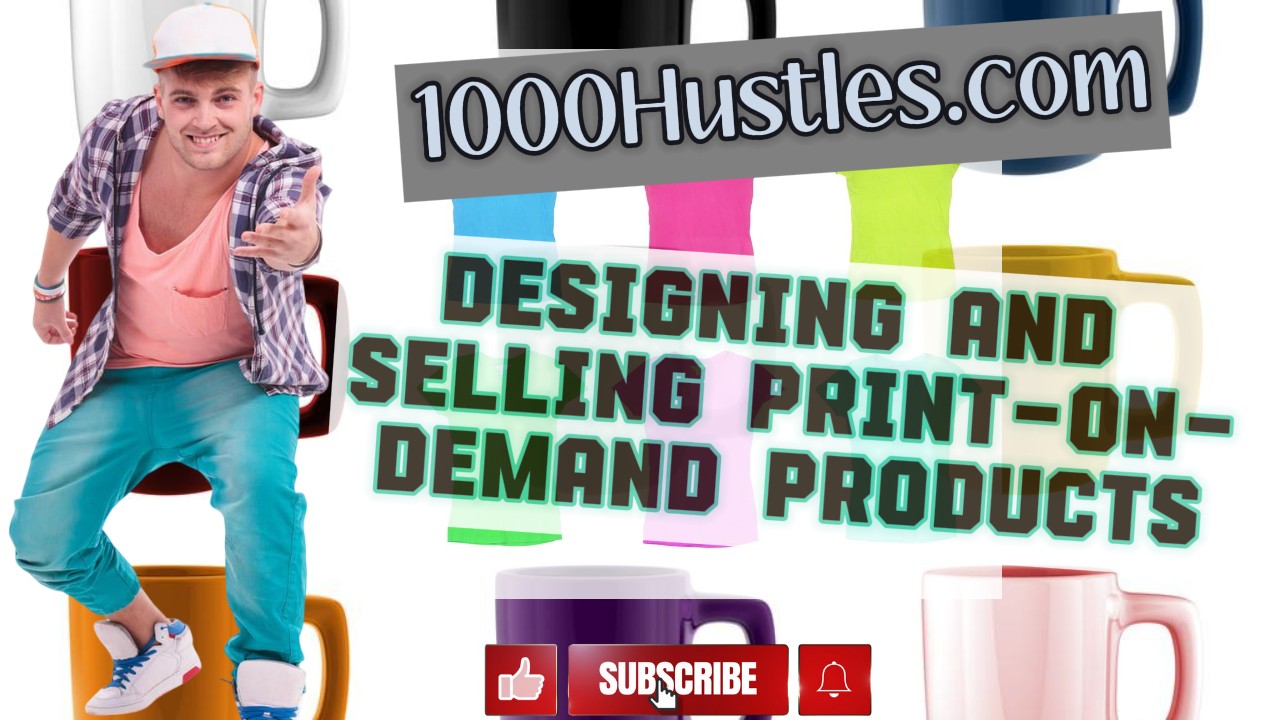 1000Hustles.com
DESIGNING AND
SELLING PRINT-ON-
DEMAND PRODUCTS
SUBSCRIBE